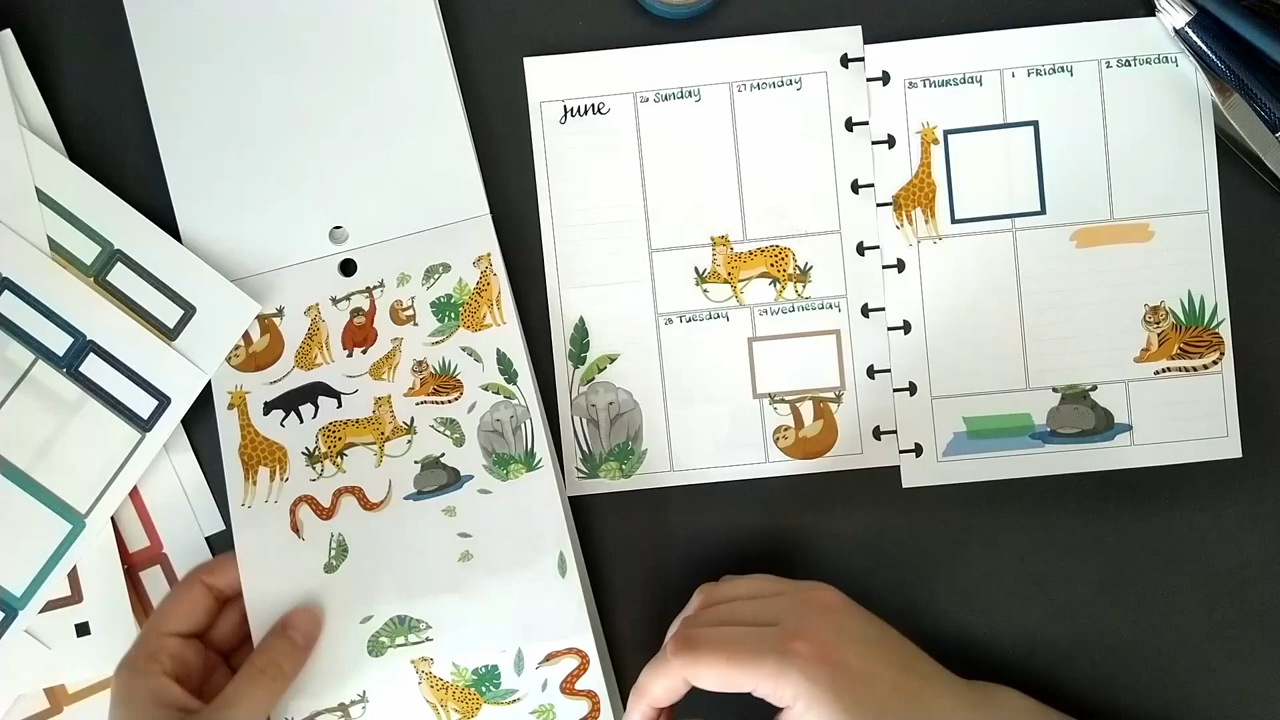 June
26 Sunday
27 Monday
28 Tuesday
29 Wednesday
30 Thursday
1 Friday
2 Saturday